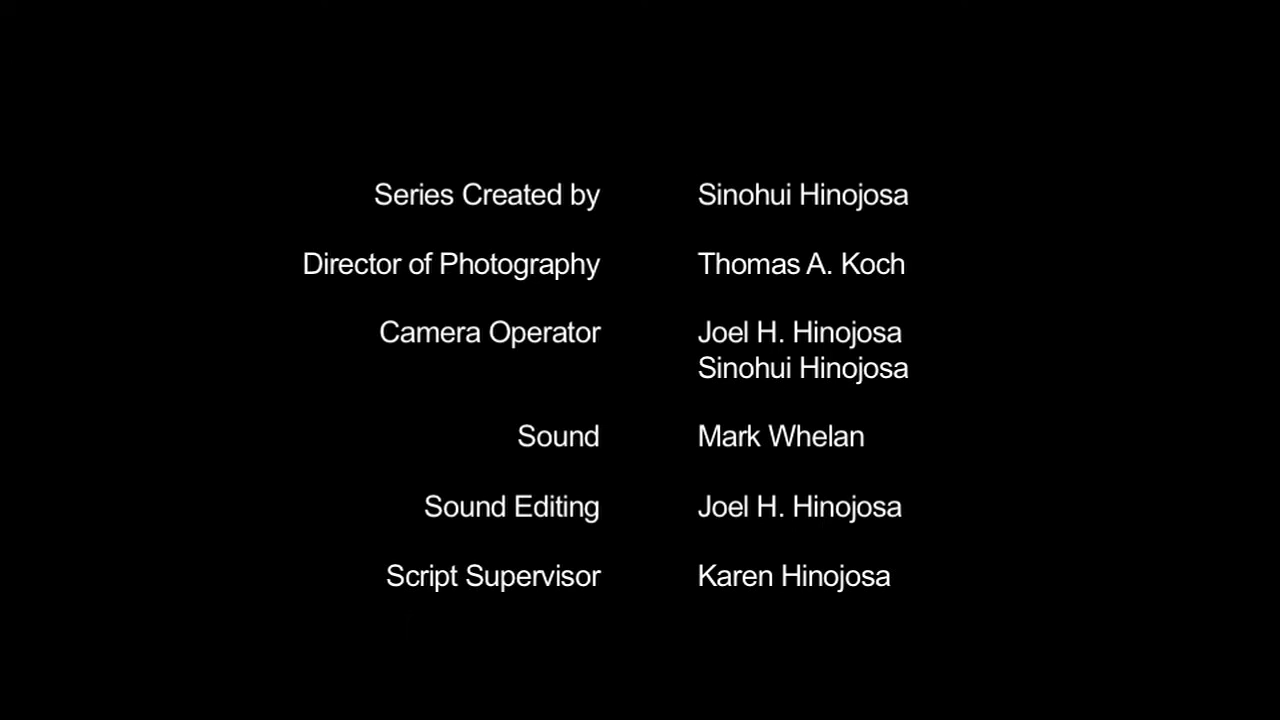 Series Created by Sinohui Hinojosa
Director of Photography Thomas A. Koch
Camera Operator Joel H. Hinojosa
Sinohui Hinojosa
Sound Mark Whelan
Sound Editing Joel H. Hinojosa
Script Supervisor Karen Hinojosa